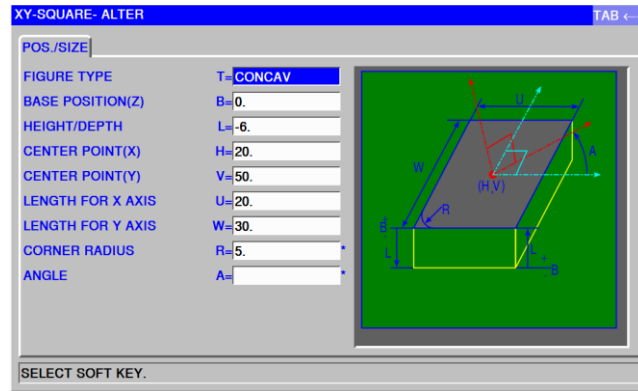 XY-SQUARE- ALTER TAB ←
POS./SIZE
FIGURE TYPE T=CONCAV
BASE POSITION(Z) B=0.
HEIGHT/DEPTH L=-6.
CENTER POINT(X) H=20.
CENTER POINT(Y) V=50.
LENGTH FOR X AXIS U=20.
LENGTH FOR Y AXIS W=30.
CORNER RADIUS R=5. *
ANGLE A= *
U
W
A
(H,V)
R
+
B
-
L
L
+
B
-
SELECT SOFT KEY.